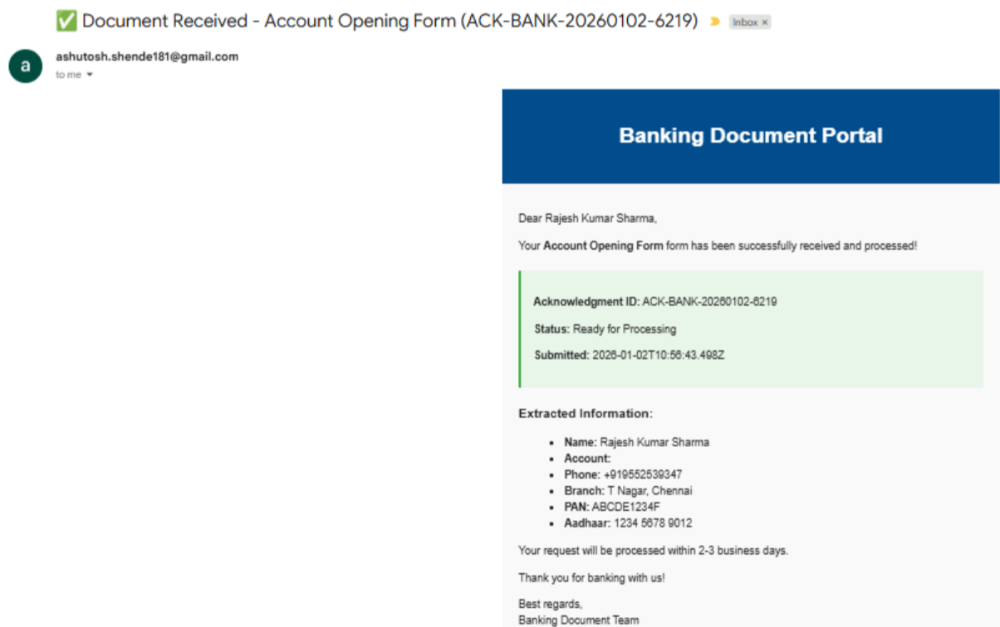 ✅ Document Received - Account Opening Form (ACK-BANK-20260102-6219) Inbox ×
a
ashutosh.shende181@gmail.com
to me
Banking Document Portal
Dear Rajesh Kumar Sharma,
Your Account Opening Form form has been successfully received and processed!
Acknowledgment ID: ACK-BANK-20260102-6219
Status: Ready for Processing
Submitted: 2026-01-02T10:56:43.498Z
Extracted Information:
• Name: Rajesh Kumar Sharma
• Account:
• Phone: +919552539347
• Branch: T Nagar, Chennai
• PAN: ABCDE1234F
• Aadhaar: 1234 5678 9012
Your request will be processed within 2-3 business days.
Thank you for banking with us!
Best regards,
Banking Document Team